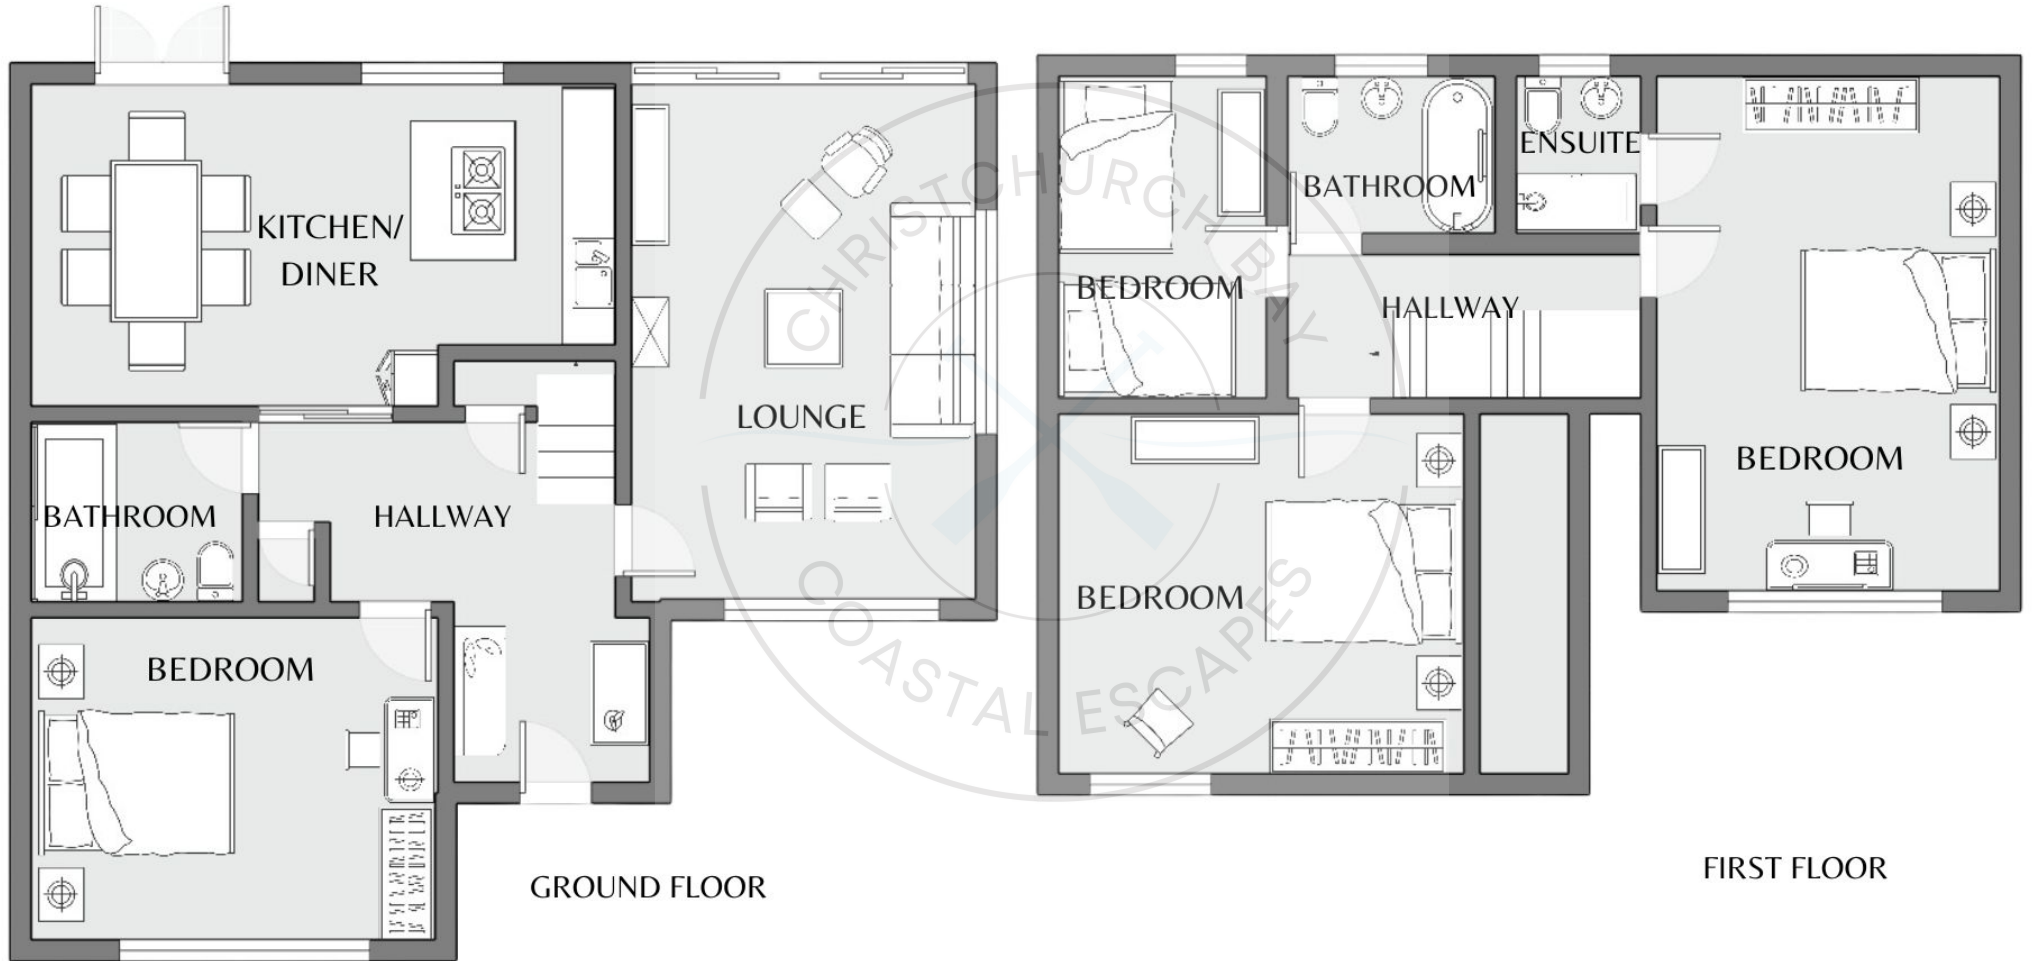 KITCHEN/
DINER
LOUNGE
BATHROOM
HALLWAY
BEDROOM
GROUND FLOOR
BEDROOM
BATHROOM
ENSUITE
HALLWAY
BEDROOM
BEDROOM
FIRST FLOOR
CHRISTCHURCH BAY
COASTAL ESCAPES